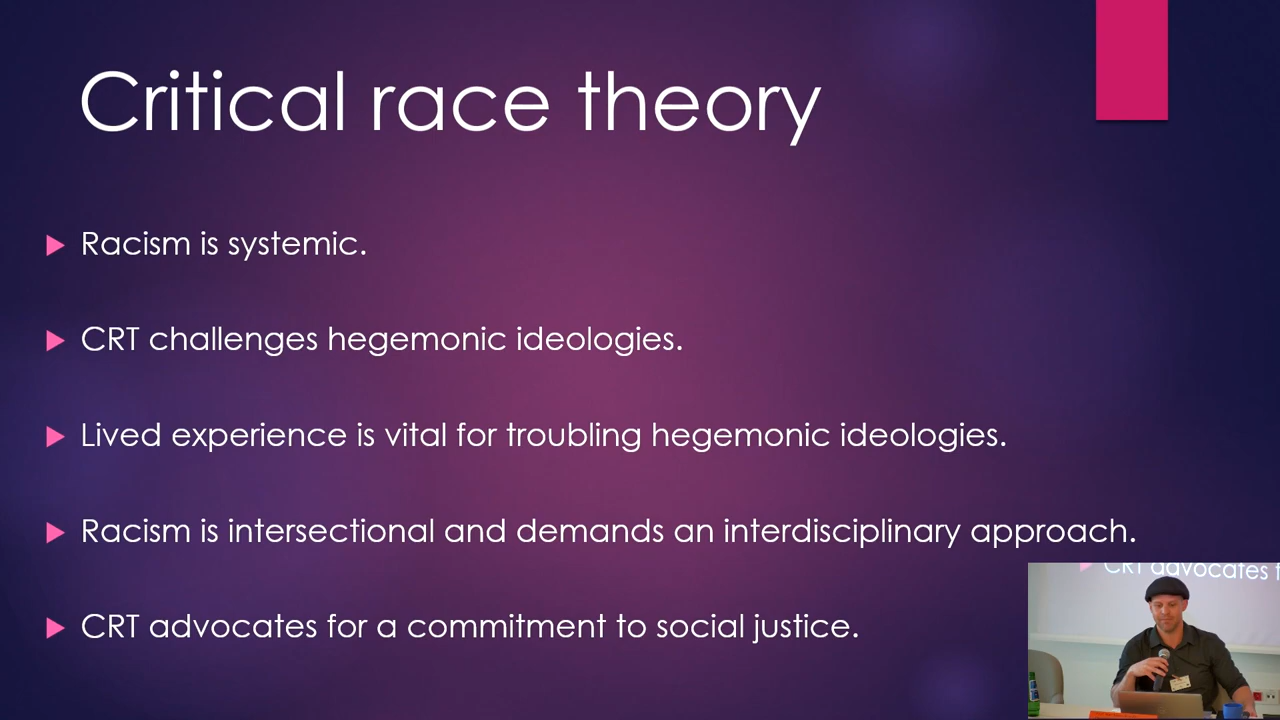 Critical race theory
Racism is systemic.
CRT challenges hegemonic ideologies.
Lived experience is vital for troubling hegemonic ideologies.
Racism is intersectional and demands an interdisciplinary approach.
CRT advocates
CRT advocates for a commitment to social justice.